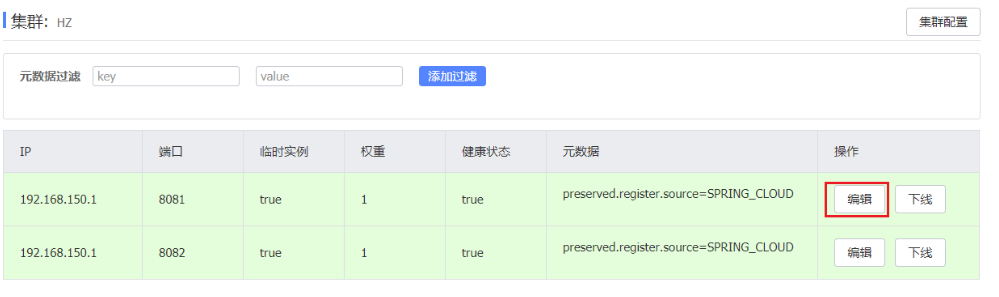 集群: HZ 集群配置
元数据过滤 key value 添加过滤
IP 端口 临时实例 权重 健康状态 元数据 操作
192.168.150.1 8081 true 1 true preserved.register.source=SPRING_CLOUD 编辑 下线
192.168.150.1 8082 true 1 true preserved.register.source=SPRING_CLOUD 编辑 下线